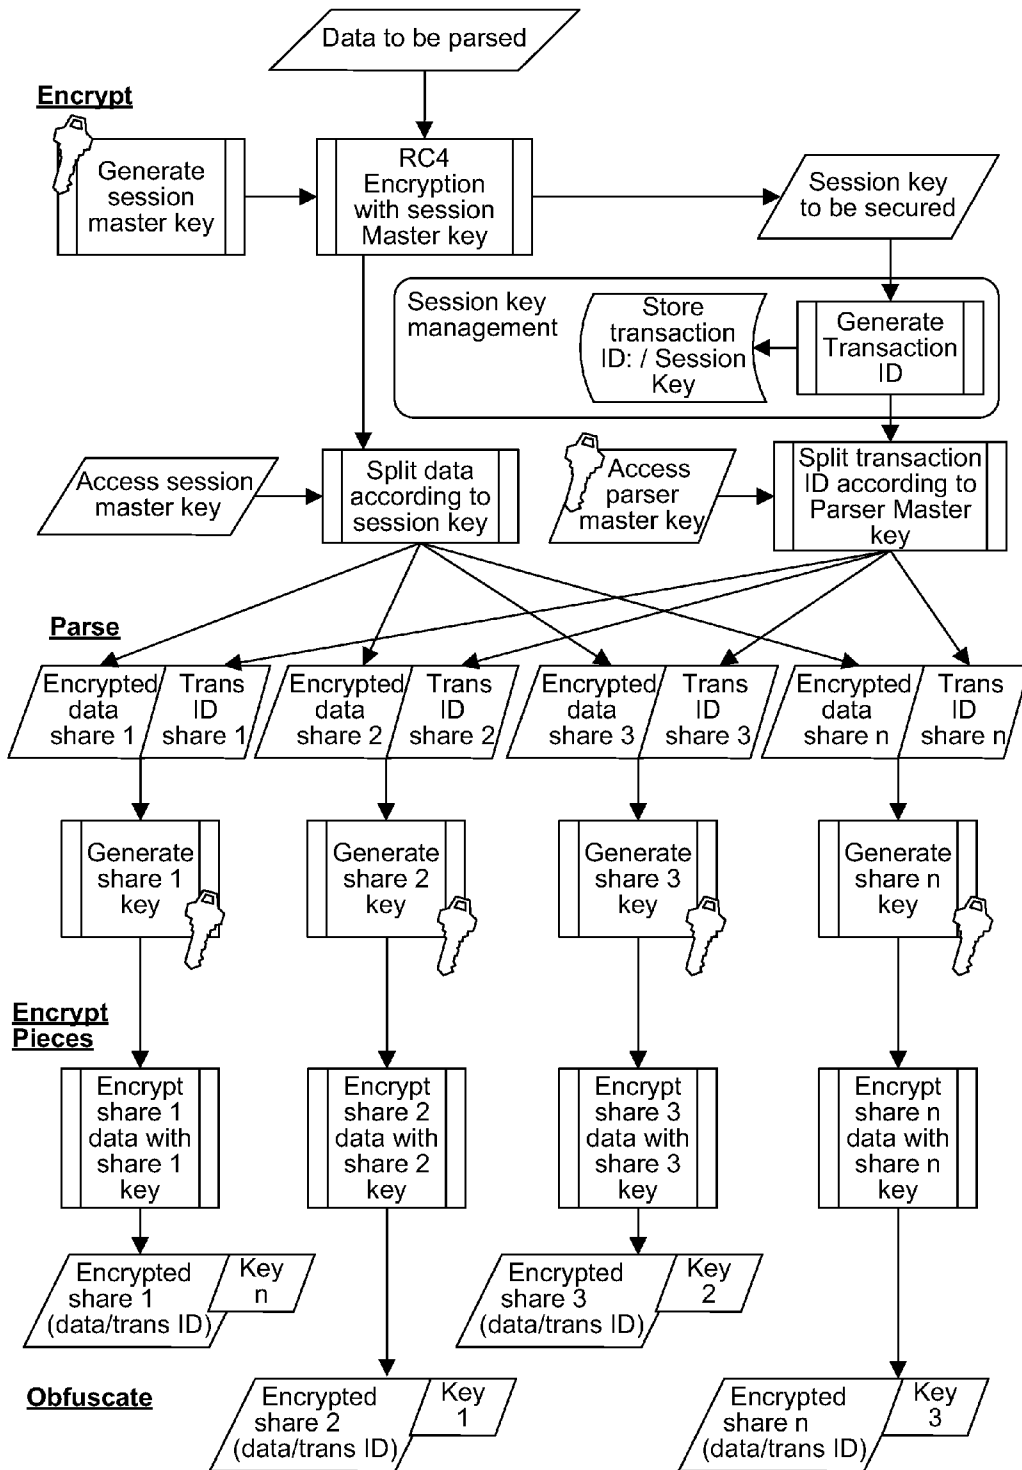 Data to be parsed
Encrypt
Generate
session
master key
RC4
Encryption
with session
Master key
Session key
to be secured
Session key
management
Store
transaction
ID: / Session
Key
Generate
Transaction
ID
Access session
master key
Split data
according to
session key
Access
parser
master key
Split transaction
ID according to
Parser Master
key
Parse
Encrypted
data
share 1
Trans
ID
share 1
Encrypted
data
share 2
Trans
ID
share 2
Encrypted
data
share 3
Trans
ID
share 3
Encrypted
data
share n
Trans
ID
share n
Generate
share 1
key
Generate
share 2
key
Generate
share 3
key
Generate
share n
key
Encrypt
Pieces
Encrypt
share 1
data with
share 1
key
Encrypt
share 2
data with
share 2
key
Encrypt
share 3
data with
share 3
key
Encrypt
share n
data with
share n
key
Encrypted
share 1
(data/trans ID)
Key
n
Encrypted
share 3
(data/trans ID)
Key
2
Obfuscate
Encrypted
share 2
(data/trans ID)
Key
1
Encrypted
share n
(data/trans ID)
Key
3